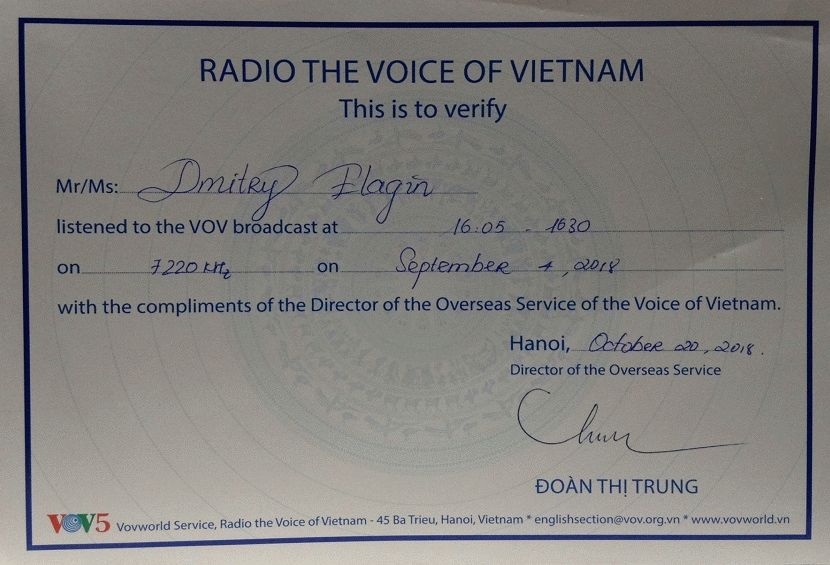 RADIO THE VOICE OF VIETNAM
This is to verify
Mr/Ms: Dmitry Elagin
listened to the VOV broadcast at 16:05 - 1630
on 7220 kHz on September 4, 2018
with the compliments of the Director of the Overseas Service of the Voice of Vietnam.
Hanoi, October 20, 2018.
Director of the Overseas Service
ĐOÀN THỊ TRUNG
VOV5 Vovworld Service, Radio the Voice of Vietnam - 45 Ba Trieu, Hanoi, Vietnam * englishsection@vov.org.vn * www.vovworld.vn